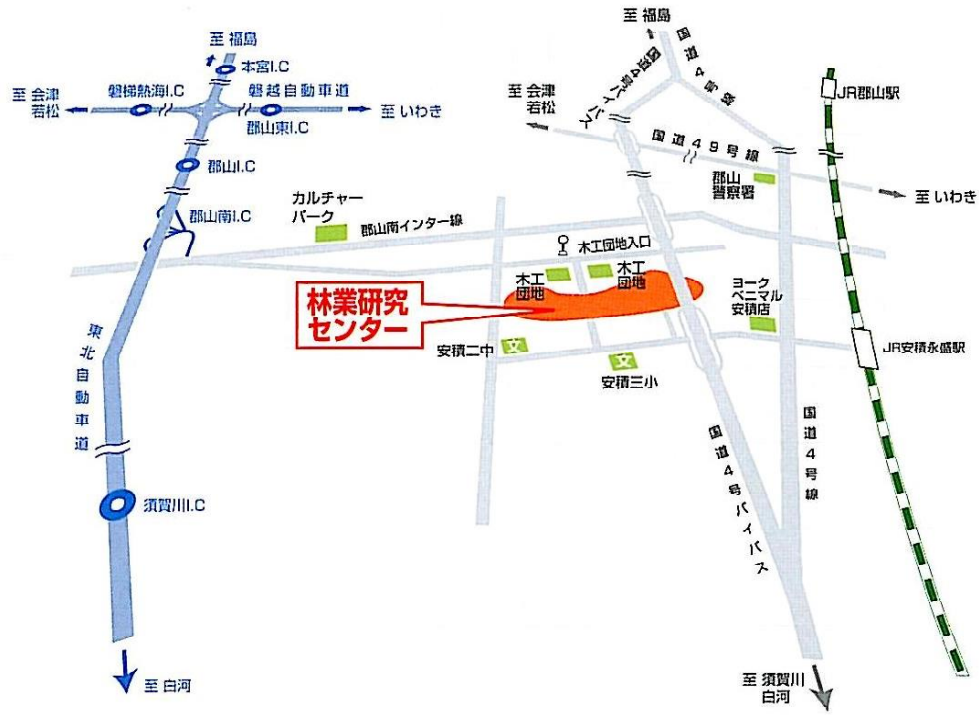 至 福島
本宮I.C
磐梯熱海I.C
磐越自動車道
至 会津
若松
至 いわき
郡山東I.C
郡山I.C
郡山南I.C
カルチャー
パーク
郡山南インター線
東北自動車道
須賀川I.C
至 白河
至 福島
国道4号バイパス
国道4号線
至 会津
若松
国道49号線
郡山
警察署
至 いわき
JR郡山駅
木工団地入口
木工
団地
木工
団地
林業研究
センター
ヨーク
ベニマル
安積店
安積二中
文
文
安積三小
JR安積永盛駅
国道4号バイパス
国道4号線
至 須賀川
白河